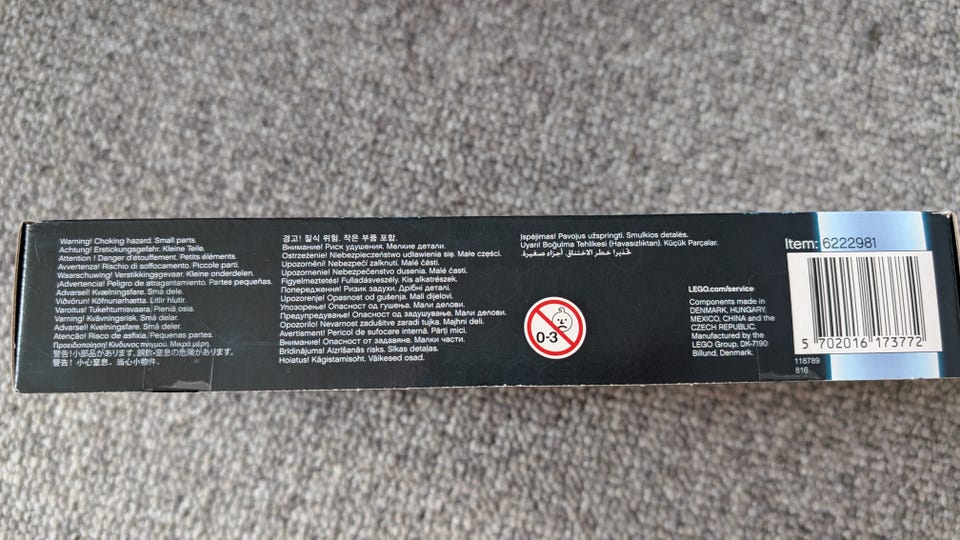 Warning! Choking hazard. Small parts.
Achtung! Erstickungsgefahr. Kleine Teile.
Attention ! Danger d'étouffement. Petits éléments.
Avvertenza! Rischio di soffocamento. Piccole parti.
Waarschuwing! Verstikkingsgevaar. Kleine onderdelen.
¡Advertencia! Peligro de atragantamiento. Partes pequeñas.
Advarsel! Kvælningsfare. Små dele.
Viðvörun! Köfnunarhætta. Litlir hlutir.
Varoitus! Tukehtumisvaara. Pieniä osia.
Varning! Kvävningsrisk. Små delar.
Advarsel! Kvelningsfare. Små deler.
Atenção! Risco de asfixia. Pequenas partes.
Προειδοποίηση! Κίνδυνος πνιγμού. Μικρά μέρη.
警告!小部品があります。誤飲・窒息の危険があります。
警告! 小心窒息。当心小物件。
경고! 질식 위험. 작은 부품 포함.
Внимание! Риск удушения. Мелкие детали.
Ostrzeżenie! Niebezpieczeństwo udławienia się. Małe części.
Upozornění! Nebezpečí zalknutí. Malé části.
Upozornenie! Nebezpečenstvo dusenia. Malé časti.
Figyelmeztetés! Fulladásveszély. Kis alkatrészek.
Попередження! Ризик задухи. Дрібні деталі.
Upozorenje! Opasnost od gušenja. Mali dijelovi.
Упозорење! Опасност од гушења. Мали делови.
Предупредување! Опасност од задушување. Мали делови.
Opozorilo! Nevarnost zadušitve zaradi tujka. Majhni deli.
Avertisment! Pericol de sufocare internă. Părţi mici.
Внимание! Опасност от задавяне. Малки части.
Brīdinājums! Aizrīšanās risks. Sīkas detaļas.
Hoiatus! Kägistamisoht. Väikesed osad.
Įspėjimas! Pavojus užspringti. Smulkios detalės.
Uyarı! Boğulma Tehlikesi (Havasızlıktan). Küçük Parçalar.
تحذير! خطر الاختناق. أجزاء صغيرة.
0-3
LEGO.com/service
Components made in
DENMARK, HUNGARY,
MEXICO, CHINA and the
CZECH REPUBLIC.
Manufactured by the
LEGO Group, DK-7190
Billund, Denmark.
Item: 6222981
5 702016 173772
118789
816